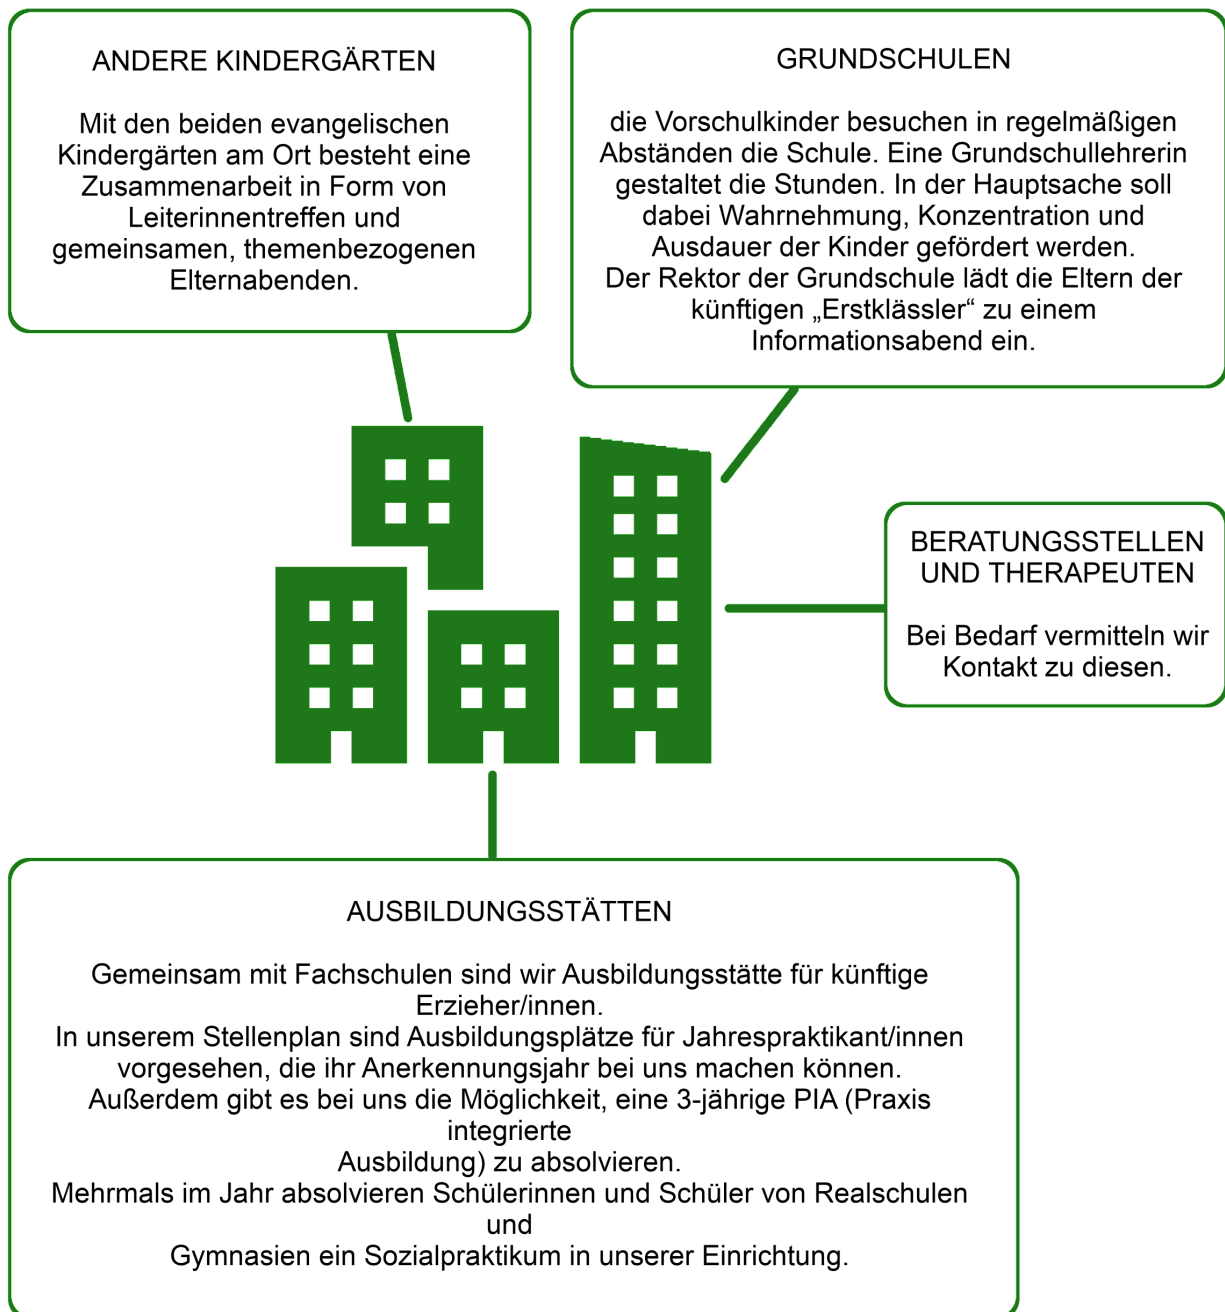 ANDERE KINDERGÄRTEN
Mit den beiden evangelischen
Kindergärten am Ort besteht eine
Zusammenarbeit in Form von
Leiterinnentreffen und
gemeinsamen, themenbezogenen
Elternabenden.
GRUNDSCHULEN
die Vorschulkinder besuchen in regelmäßigen
Abständen die Schule. Eine Grundschullehrerin
gestaltet die Stunden. In der Hauptsache soll
dabei Wahrnehmung, Konzentration und
Ausdauer der Kinder gefördert werden.
Der Rektor der Grundschule lädt die Eltern der
künftigen „Erstklässler“ zu einem
Informationsabend ein.
BERATUNGSSTELLEN
UND THERAPEUTEN
Bei Bedarf vermitteln wir
Kontakt zu diesen.
AUSBILDUNGSSTÄTTEN
Gemeinsam mit Fachschulen sind wir Ausbildungsstätte für künftige
Erzieher/innen.
In unserem Stellenplan sind Ausbildungsplätze für Jahrespraktikant/innen
vorgesehen, die ihr Anerkennungsjahr bei uns machen können.
Außerdem gibt es bei uns die Möglichkeit, eine 3-jährige PIA (Praxis
integrierte
Ausbildung) zu absolvieren.
Mehrmals im Jahr absolvieren Schülerinnen und Schüler von Realschulen
und
Gymnasien ein Sozialpraktikum in unserer Einrichtung.